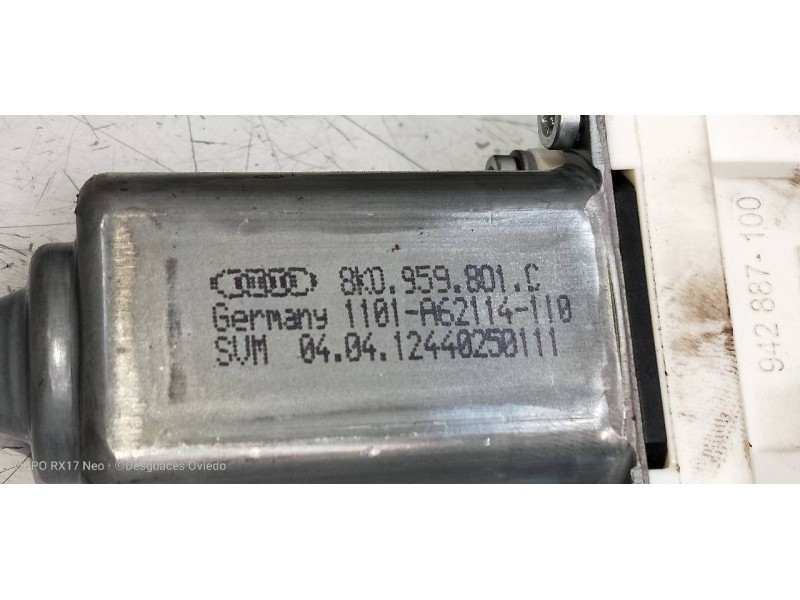 8K0.959.801.C
Germany 1101-A62114-110
SVM 04.04.12440250111
942 887-100
PO RX17 Neo · ©Desguaces Oviedo